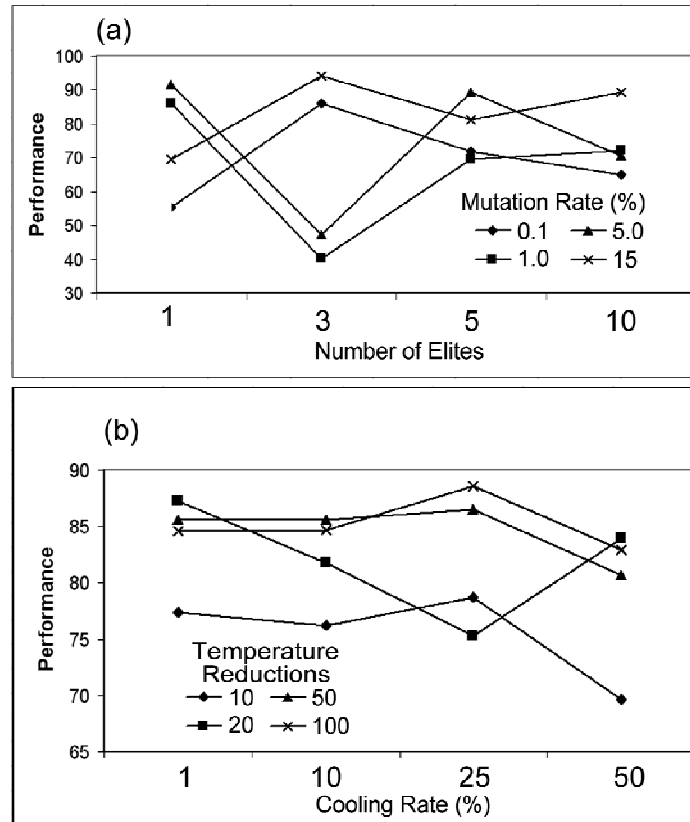 (a)
100
90
80
70
60
50
40
30
Performance
Mutation Rate (%)
0.1 5.0
1.0 15
1 3 5 10
Number of Elites
(b)
90
85
80
75
70
65
Performance
Temperature
Reductions
10 50
20 100
1 10 25 50
Cooling Rate (%)